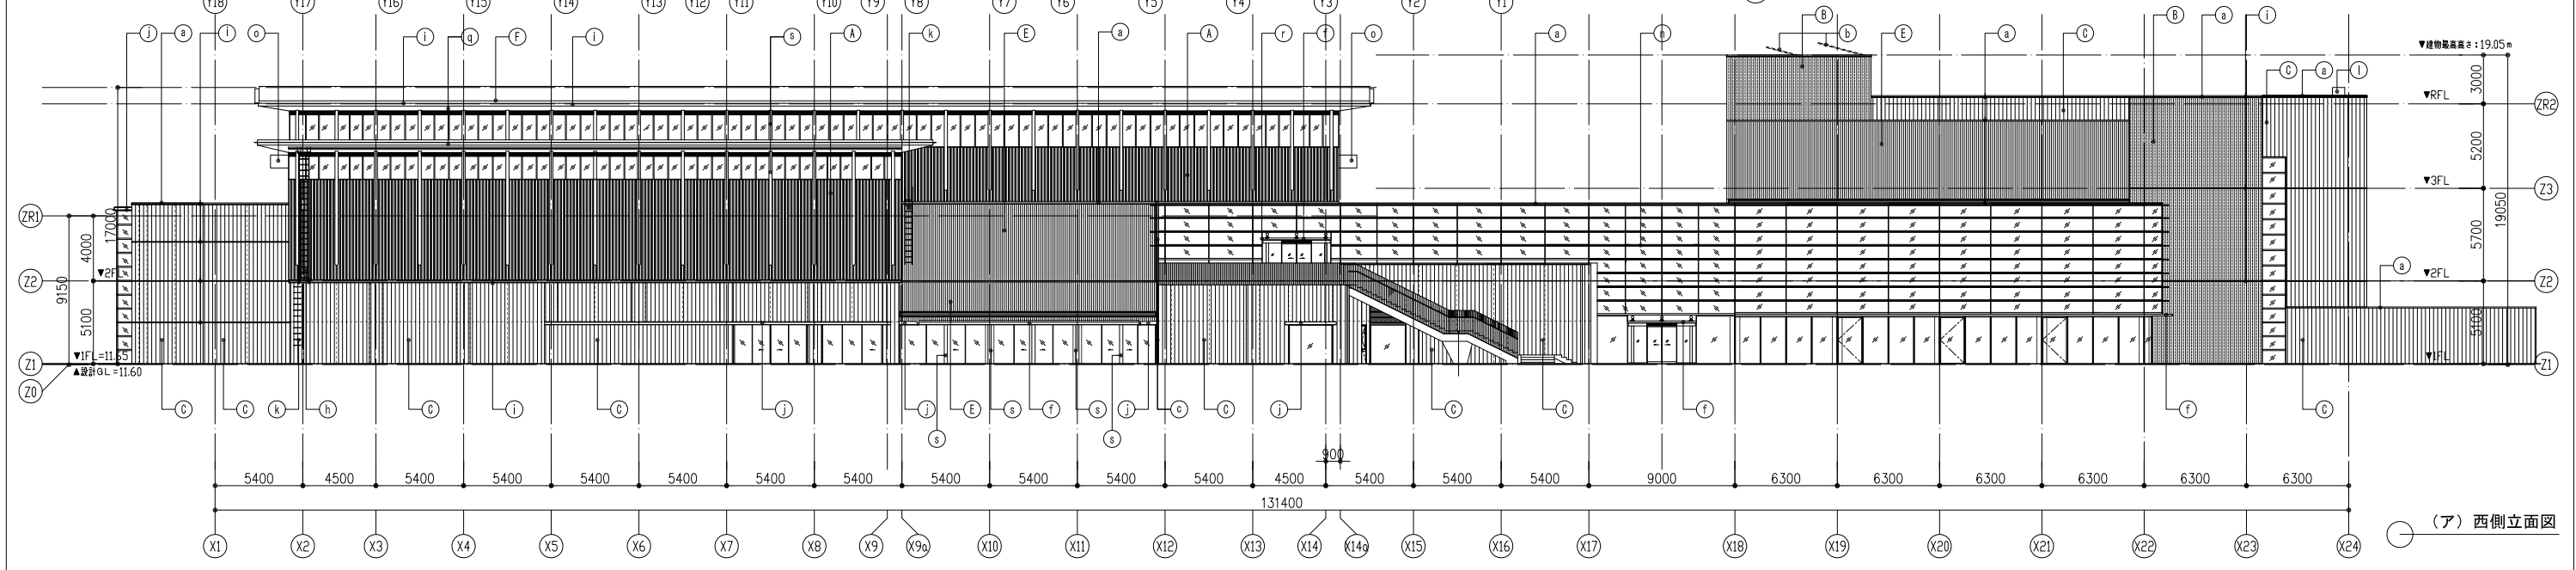 Y18 Y17 Y16 Y15 Y14 Y13 Y12 Y11 Y10 Y9 Y8 Y7 Y6 Y5 Y4 Y3 Y2 Y1
j a i o i q F i s A k E a A r f o a n B b E a C B a i
▼建物最高高さ：19.05m
C a l
3000
▼RFL ZR2
5200
▼3FL Z3
ZR1
17000
4000
5700
19050
a
▼2FL
Z2
9150
▼2FL Z2
5100
5100
▼1FL=11.65
Z1
▲設計GL=11.60
Z0
▼1FL Z1
C C k h C i C j j E s f s j c C j C C f f C
s s
900
5400 4500 5400 5400 5400 5400 5400 5400 5400 5400 5400 5400 4500 5400 5400 5400 9000 6300 6300 6300 6300 6300 6300
131400
（ア）西側立面図
X1 X2 X3 X4 X5 X6 X7 X8 X9 X9a X10 X11 X12 X13 X14 X14a X15 X16 X17 X18 X19 X20 X21 X22 X23 X24